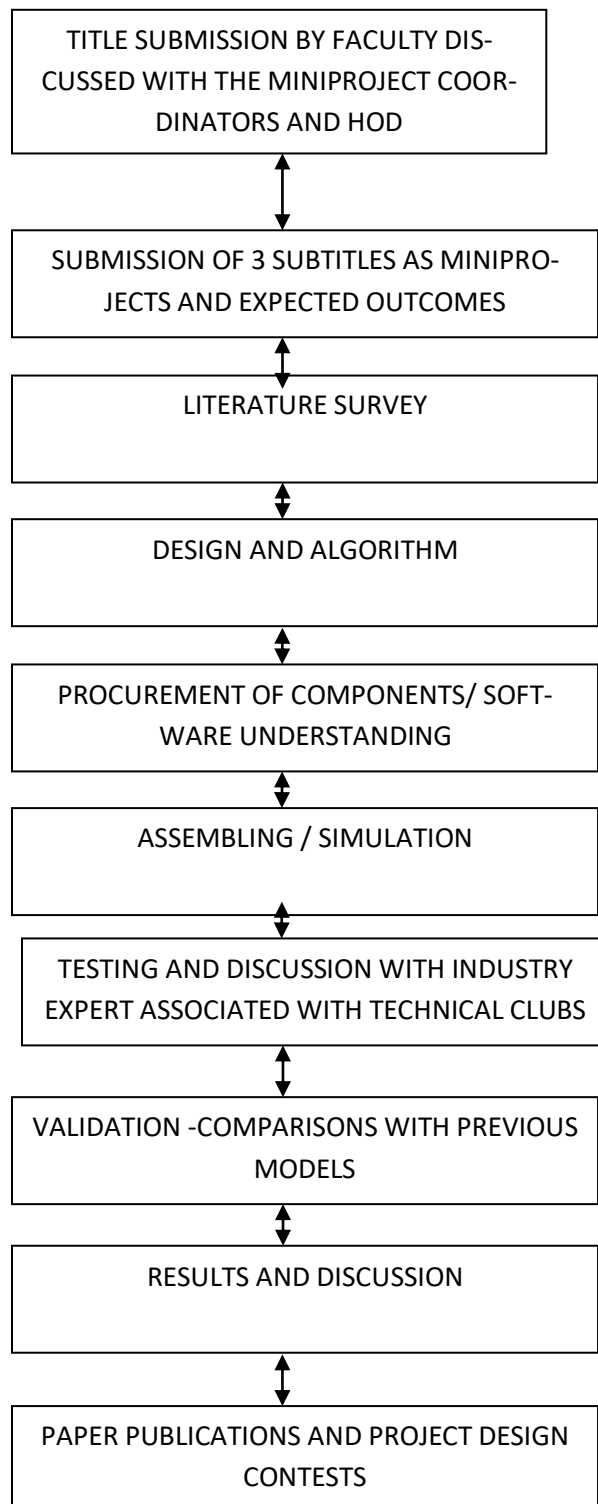 TITLE SUBMISSION BY FACULTY DIS-
CUSSED WITH THE MINIPROJECT COOR-
DINATORS AND HOD
SUBMISSION OF 3 SUBTITLES AS MINIPRO-
JECTS AND EXPECTED OUTCOMES
LITERATURE SURVEY
DESIGN AND ALGORITHM
PROCUREMENT OF COMPONENTS/ SOFT-
WARE UNDERSTANDING
ASSEMBLING / SIMULATION
TESTING AND DISCUSSION WITH INDUSTRY
EXPERT ASSOCIATED WITH TECHNICAL CLUBS
VALIDATION -COMPARISONS WITH PREVIOUS
MODELS
RESULTS AND DISCUSSION
PAPER PUBLICATIONS AND PROJECT DESIGN
CONTESTS